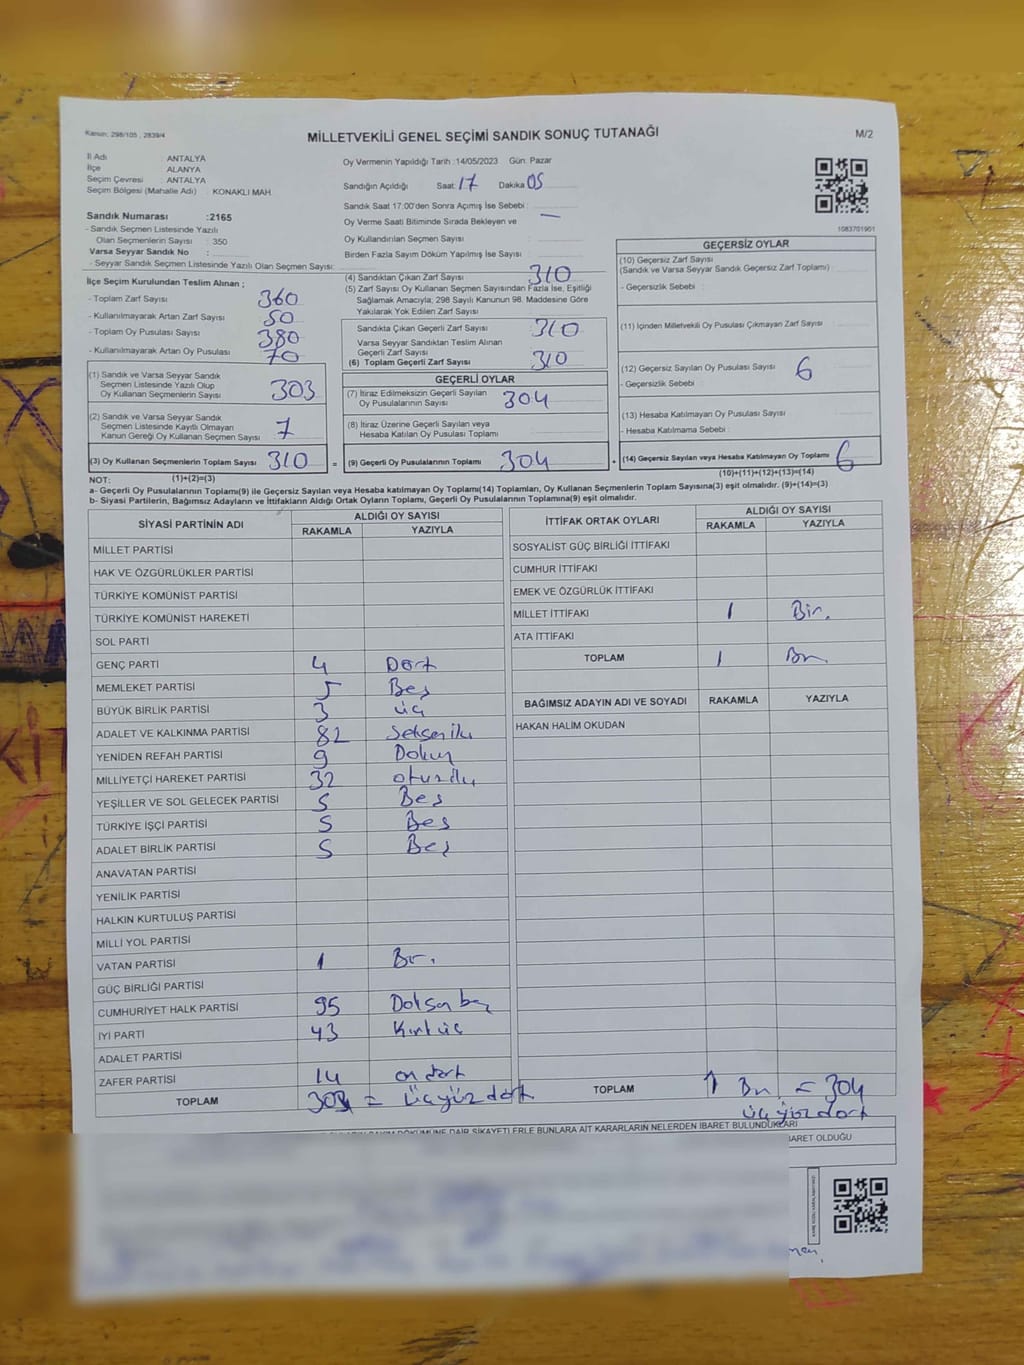 Kanun: 298/105 , 2839/4
MİLLETVEKİLİ GENEL SEÇİMİ SANDIK SONUÇ TUTANAĞI
M/2
İl Adı : ANTALYA
İlçe : ALANYA
Seçim Çevresi : ANTALYA
Seçim Bölgesi (Mahalle Adı) KONAKLI MAH.
Sandık Numarası :2165
- Sandık Seçmen Listesinde Yazılı
Olan Seçmenlerin Sayısı : 350
Varsa Seyyar Sandık No :
- Seyyar Sandık Seçmen Listesinde Yazılı Olan Seçmen Sayısı:
Oy Vermenin Yapıldığı Tarih :14/05/2023 Gün: Pazar
Sandığın Açıldığı Saat: 17 Dakika 05
Sandık Saat 17:00'den Sonra Açılmış İse Sebebi :
Oy Verme Saati Bitiminde Sırada Bekleyen ve —
Oy Kullandırılan Seçmen Sayısı :
Birden Fazla Sayım Döküm Yapılmış İse Sayısı :
1083701901
İlçe Seçim Kurulundan Teslim Alınan ;
- Toplam Zarf Sayısı 360
- Kullanılmayarak Artan Zarf Sayısı 50
- Toplam Oy Pusulası Sayısı 380
- Kullanılmayarak Artan Oy Pusulası 70
(1) Sandık ve Varsa Seyyar Sandık
Seçmen Listesinde Yazılı Olup
Oy Kullanan Seçmenlerin Sayısı 303
(2) Sandık ve Varsa Seyyar Sandık
Seçmen Listesinde Kayıtlı Olmayan
Kanun Gereği Oy Kullanan Seçmen Sayısı 7
(3) Oy Kullanan Seçmenlerin Toplam Sayısı 310 =
(4) Sandıktan Çıkan Zarf Sayısı 310
(5) Zarf Sayısı Oy Kullanan Seçmen Sayısından Fazla İse, Eşitliği
Sağlamak Amacıyla; 298 Sayılı Kanunun 98. Maddesine Göre
Yakılarak Yok Edilen Zarf Sayısı
Sandıkta Çıkan Geçerli Zarf Sayısı 310
Varsa Seyyar Sandıktan Teslim Alınan
Geçerli Zarf Sayısı
(6) Toplam Geçerli Zarf Sayısı 310
GEÇERLİ OYLAR
(7) İtiraz Edilmeksizin Geçerli Sayılan
Oy Pusulalarının Sayısı 304
(8) İtiraz Üzerine Geçerli Sayılan veya
Hesaba Katılan Oy Pusulası Toplamı
(9) Geçerli Oy Pusulalarının Toplamı 304 +
GEÇERSİZ OYLAR
(10) Geçersiz Zarf Sayısı
(Sandık ve Varsa Seyyar Sandık Geçersiz Zarf Toplamı) :
- Geçersizlik Sebebi :
(11) İçinden Milletvekili Oy Pusulası Çıkmayan Zarf Sayısı :
(12) Geçersiz Sayılan Oy Pusulası Sayısı : 6
- Geçersizlik Sebebi :
(13) Hesaba Katılmayan Oy Pusulası Sayısı :
- Hesaba Katılmama Sebebi :
(14) Geçersiz Sayılan veya Hesaba Katılmayan Oy Toplamı 6
(10)+(11)+(12)+(13)=(14)
NOT: (1)+(2)=(3)
a- Geçerli Oy Pusulalarının Toplamı(9) ile Geçersiz Sayılan veya Hesaba katılmayan Oy Toplamı(14) Toplamları, Oy Kullanan Seçmenlerin Toplam Sayısına(3) eşit olmalıdır. (9)+(14)=(3)
b- Siyasi Partilerin, Bağımsız Adayların ve İttifakların Aldığı Ortak Oyların Toplamı, Geçerli Oy Pusulalarının Toplamına(9) eşit olmalıdır.
SİYASİ PARTİNİN ADI ALDIĞI OY SAYISI
RAKAMLA YAZIYLA
MİLLET PARTİSİ
HAK VE ÖZGÜRLÜKLER PARTİSİ
TÜRKİYE KOMÜNİST PARTİSİ
TÜRKİYE KOMÜNİST HAREKETİ
SOL PARTİ
GENÇ PARTİ 4 Dört
MEMLEKET PARTİSİ 5 Beş
BÜYÜK BİRLİK PARTİSİ 3 üç
ADALET VE KALKINMA PARTİSİ 82 Seksen iki
YENİDEN REFAH PARTİSİ 9 Dokuz
MİLLİYETÇİ HAREKET PARTİSİ 32 otuz iki
YEŞİLLER VE SOL GELECEK PARTİSİ 5 Beş
TÜRKİYE İŞÇİ PARTİSİ 5 Beş
ADALET BİRLİK PARTİSİ 5 Beş
ANAVATAN PARTİSİ
YENİLİK PARTİSİ
HALKIN KURTULUŞ PARTİSİ
MİLLİ YOL PARTİSİ
VATAN PARTİSİ 1 Bir.
GÜÇ BİRLİĞİ PARTİSİ
CUMHURİYET HALK PARTİSİ 95 Doksan beş
İYİ PARTİ 43 Kırk üç
ADALET PARTİSİ
ZAFER PARTİSİ 14 on dört
TOPLAM 303 = üçyüz dört
İTTİFAK ORTAK OYLARI ALDIĞI OY SAYISI
RAKAMLA YAZIYLA
SOSYALİST GÜÇ BİRLİĞİ İTTİFAKI
CUMHUR İTTİFAKI
EMEK VE ÖZGÜRLÜK İTTİFAKI
MİLLET İTTİFAKI 1 Bir.
ATA İTTİFAKI
TOPLAM 1 Bir.
BAĞIMSIZ ADAYIN ADI VE SOYADI RAKAMLA YAZIYLA
HAKAN HALİM OKUDAN
TOPLAM 1 Bir = 304
üçyüz dört
SAYIM DÖKÜMÜNE DAİR ŞİKAYETLERLE BUNLARA AİT KARARLARIN NELERDEN İBARET BULUNDUKLARI
İBARET OLDUĞU